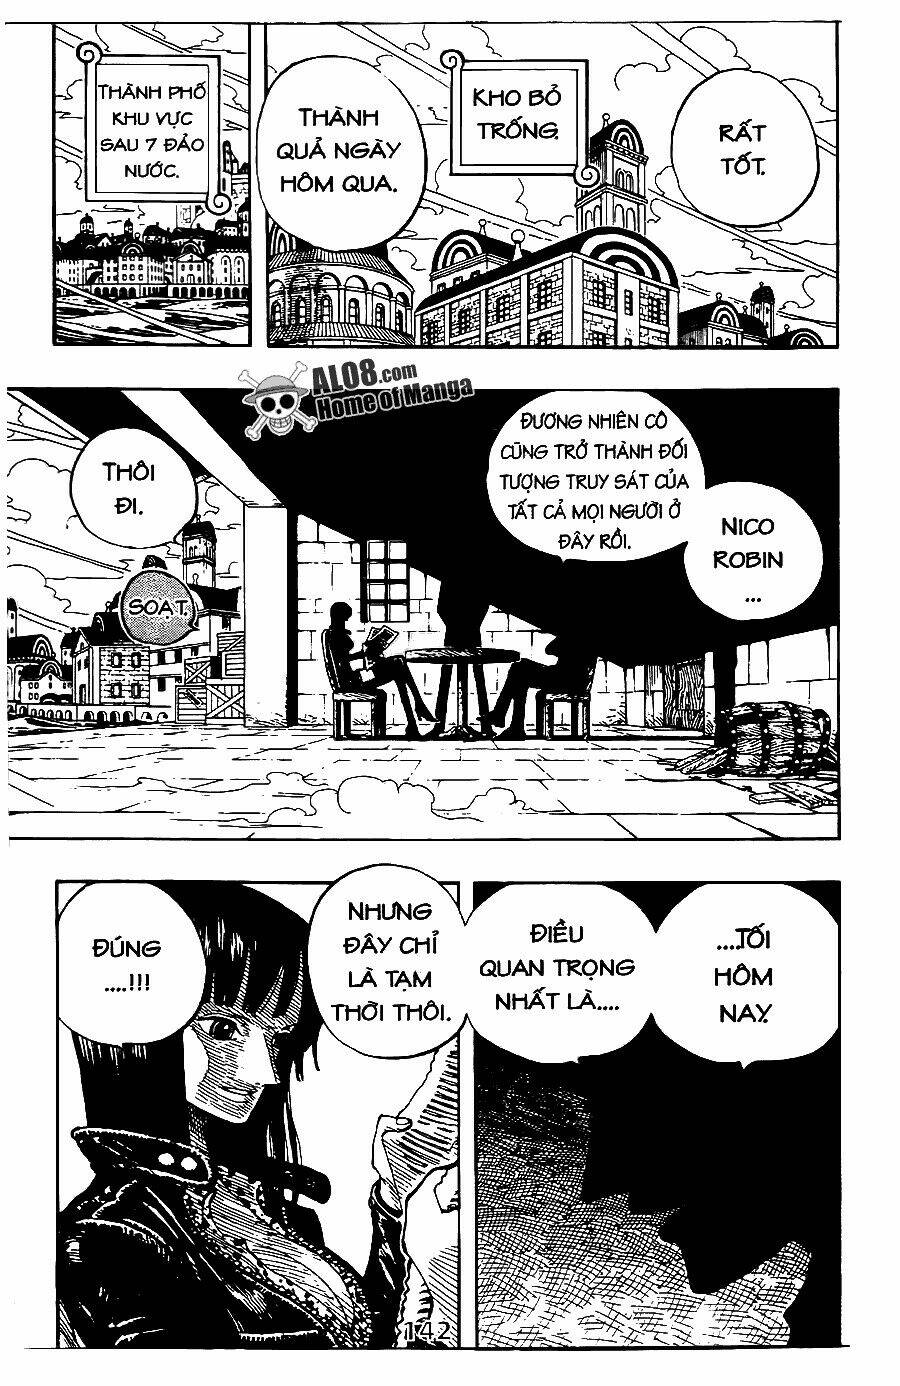 RẤT
TỐT.
KHO BỎ
TRỐNG.
THÀNH
QUẢ NGÀY
HÔM QUA.
THÀNH PHỐ
KHU VỰC
SAU 7 ĐẢO
NƯỚC.
ALO8.com
Home of Manga
NICO
ROBIN
...
ĐƯƠNG NHIÊN CÔ
CŨNG TRỞ THÀNH ĐỐI
TƯỢNG TRUY SÁT CỦA
TẤT CẢ MỌI NGƯỜI Ở
ĐÂY RỒI.
THÔI
ĐI.
SOẠT.
....TỐI
HÔM
NAY.
ĐIỀU
QUAN TRỌNG
NHẤT LÀ....
NHƯNG
ĐÂY CHỈ
LÀ TẠM
THỜI THÔI.
ĐÚNG
....!!!
142